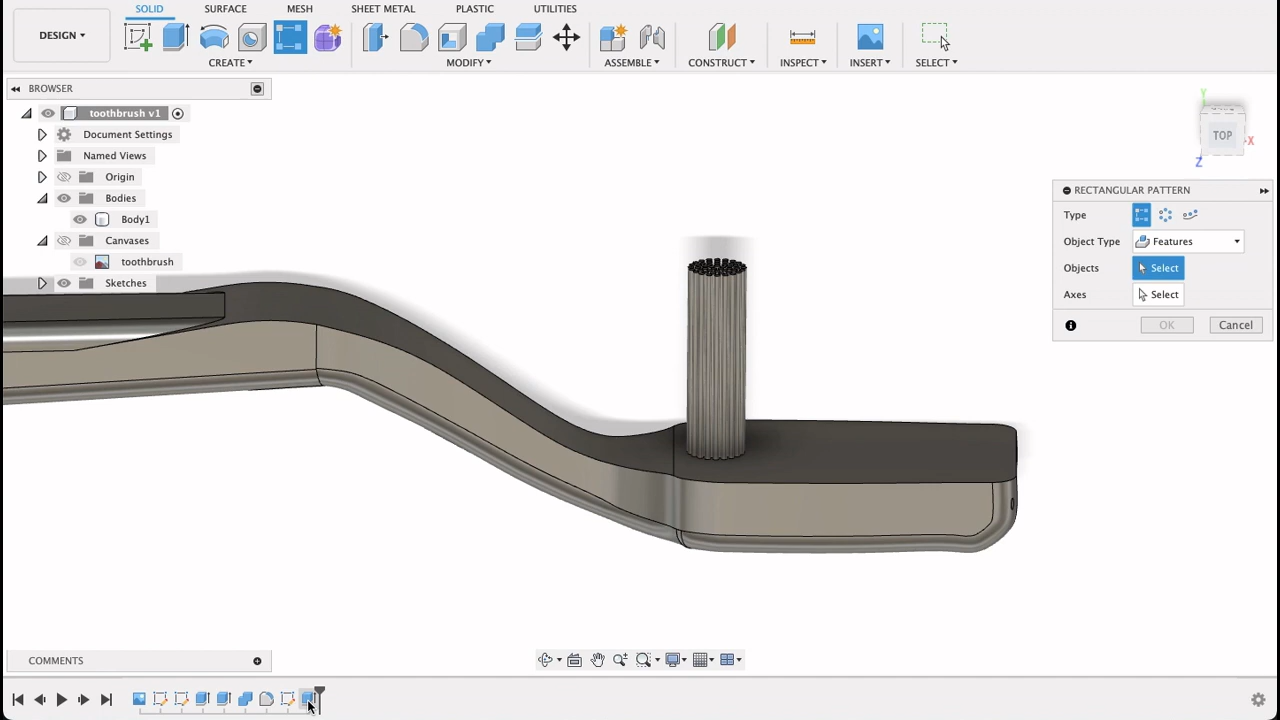 SOLID SURFACE MESH SHEET METAL PLASTIC UTILITIES
DESIGN
CREATE MODIFY ASSEMBLE CONSTRUCT INSPECT INSERT SELECT
BROWSER
toothbrush v1
Document Settings
Named Views
Origin
Bodies
Body1
Canvases
toothbrush
Sketches
Y
TOP
X
Z
RECTANGULAR PATTERN
Type
Object Type Features
Objects Select
Axes Select
OK Cancel
COMMENTS